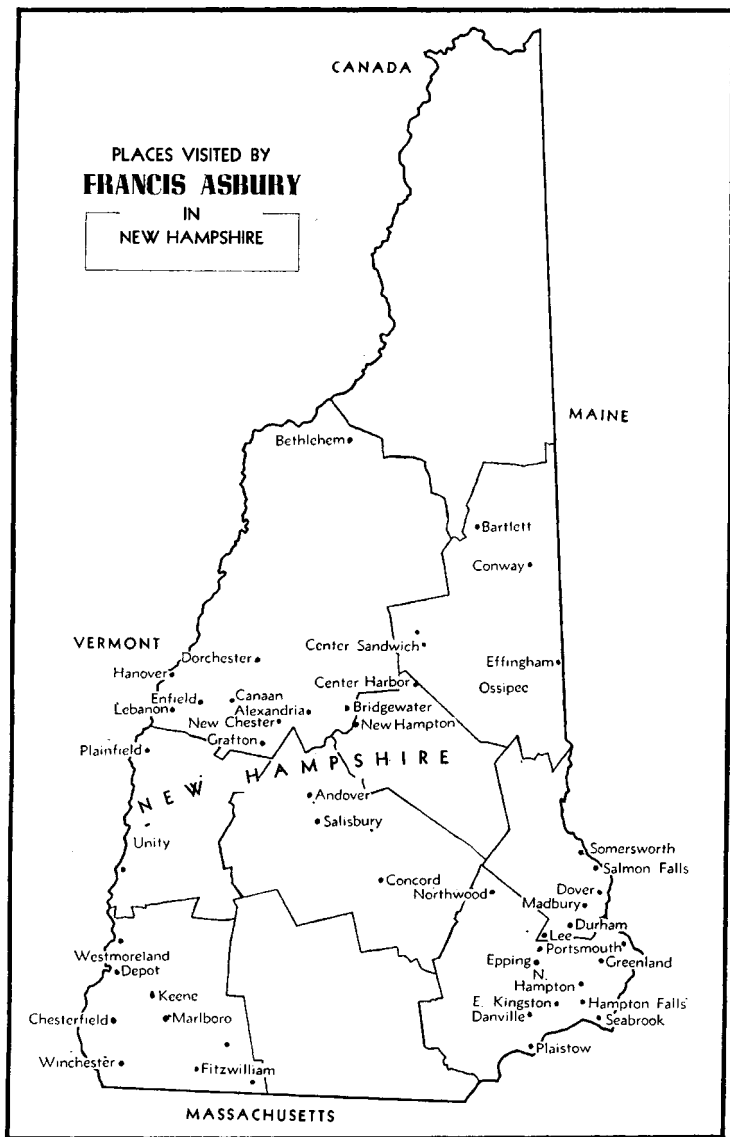 CANADA
PLACES VISITED BY
FRANCIS ASBURY
IN
NEW HAMPSHIRE
MAINE
Bethlehem
Bartlett
Conway
VERMONT
Center Sandwich
Dorchester
Effingham
Hanover
Center Harbor
Ossipee
Enfield
Canaan
Lebanon
Alexandria
Bridgewater
New Chester
New Hampton
Grafton
Plainfield
NEW HAMPSHIRE
Andover
Salisbury
Unity
Somersworth
Salmon Falls
Concord
Northwood
Dover
Madbury
Durham
Lee
Westmoreland
Depot
Portsmouth
Epping
Greenland
N.
Hampton
Keene
E. Kingston
Hampton Falls
Chesterfield
Marlboro
Danville
Seabrook
Plaistow
Winchester
Fitzwilliam
MASSACHUSETTS